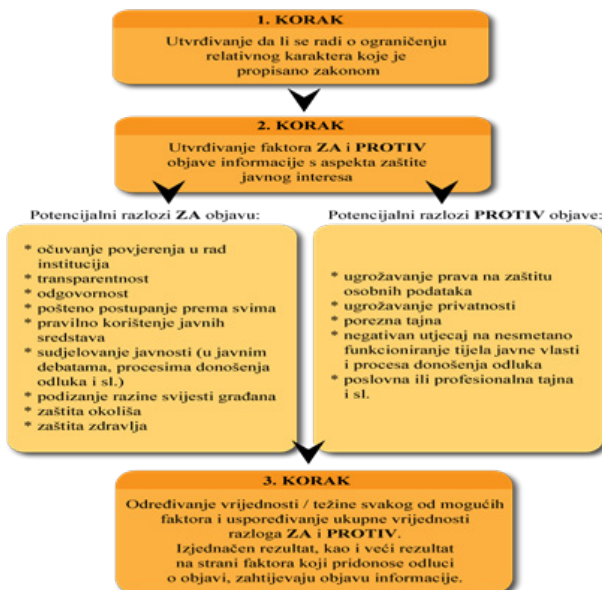 1. KORAK
Utvrđivanje da li se radi o ograničenju
relativnog karaktera koje je
propisano zakonom
2. KORAK
Utvrđivanje faktora ZA i PROTIV
objave informacije s aspekta zaštite
javnog interesa
Potencijalni razlozi ZA objavu:
* očuvanje povjerenja u rad
institucija
* transparentnost
* odgovornost
* pošteno postupanje prema svima
* pravilno korištenje javnih
sredstava
* sudjelovanje javnosti (u javnim
debatama, procesima donošenja
odluka i sl.)
* podizanje razine svijesti građana
* zaštita okoliša
* zaštita zdravlja
Potencijalni razlozi PROTIV objave:
* ugrožavanje prava na zaštitu
osobnih podataka
* ugrožavanje privatnosti
* porezna tajna
* negativan utjecaj na nesmetano
funkcioniranje tijela javne vlasti
i procesa donošenja odluka
* poslovna ili profesionalna tajna
i sl.
3. KORAK
Određivanje vrijednosti / težine svakog od mogućih
faktora i uspoređivanje ukupne vrijednosti
razloga ZA i PROTIV.
Izjednačen rezultat, kao i veći rezultat
na strani faktora koji pridonose odluci
o objavi, zahtijevaju objavu informacije.